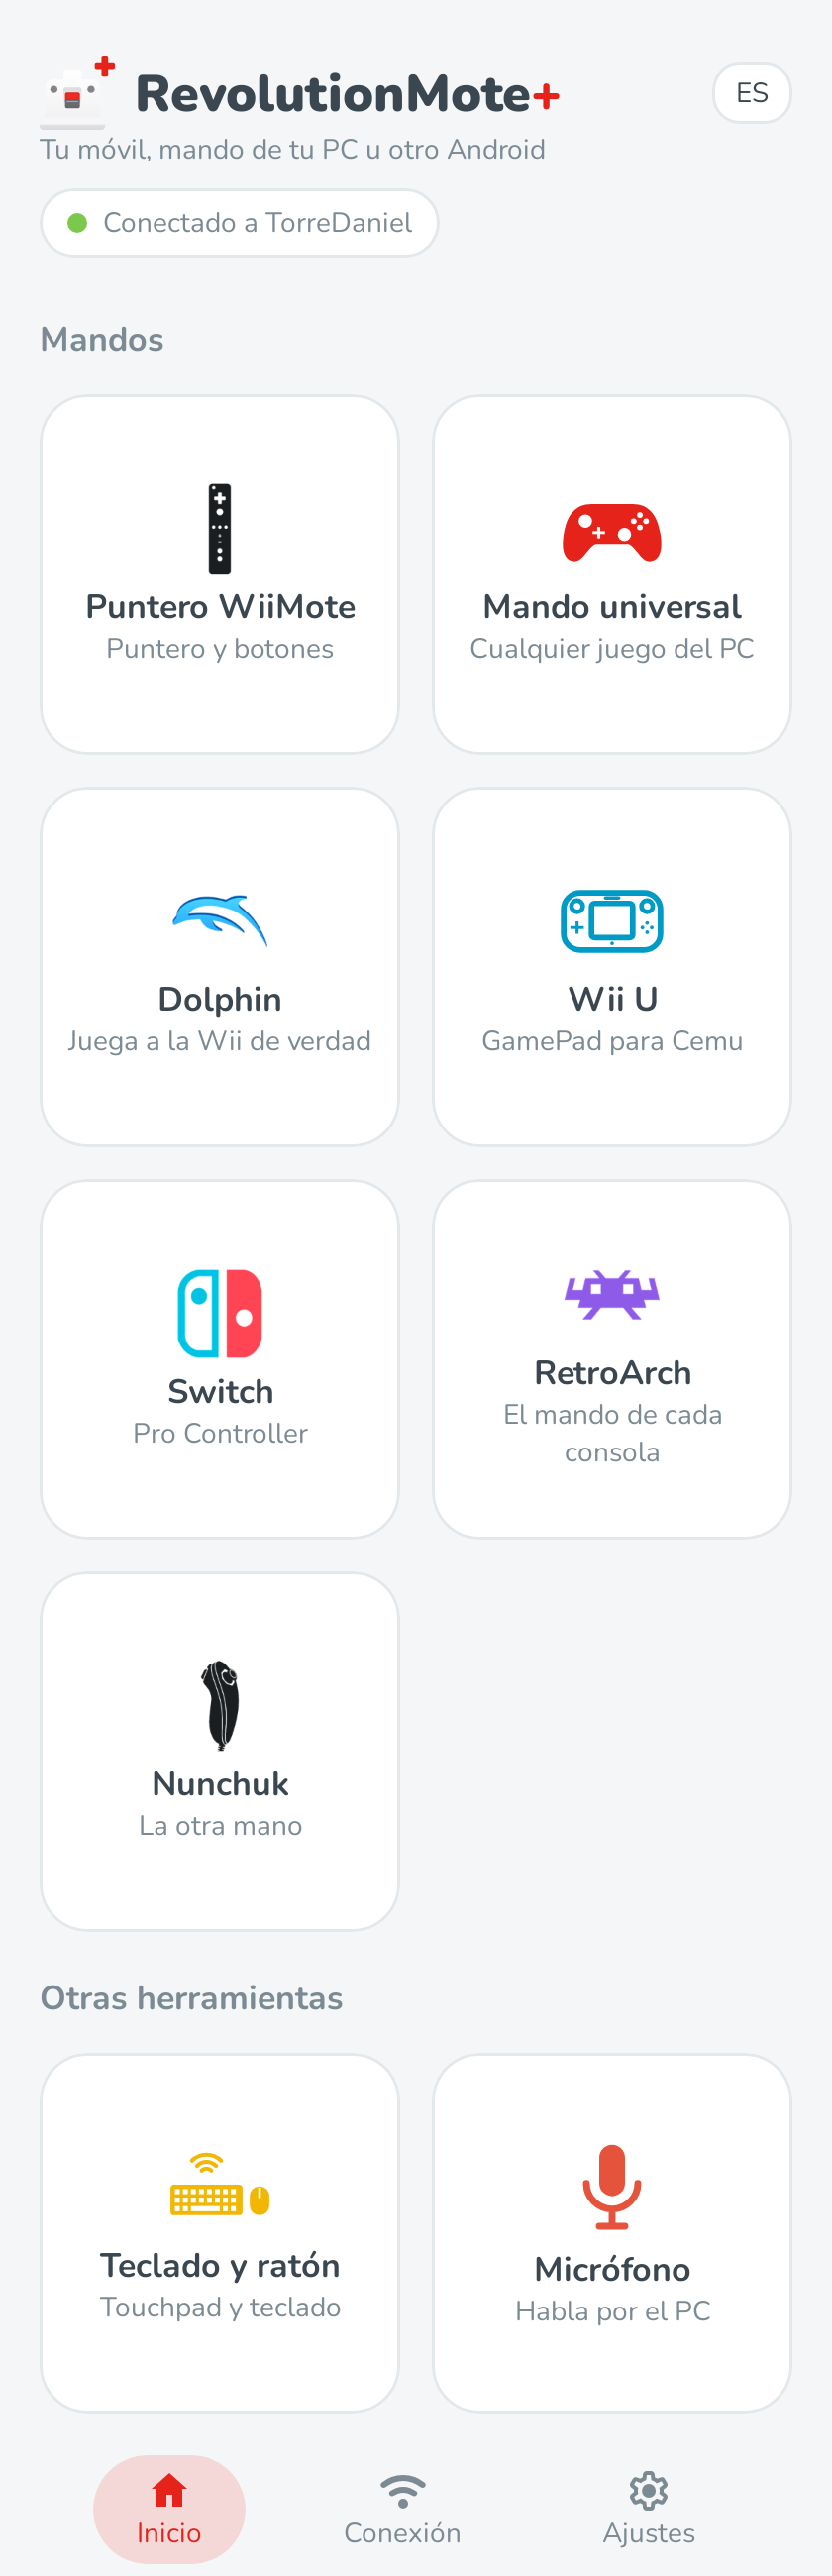 RevolutionMote+
ES
Tu móvil, mando de tu PC u otro Android
Conectado a TorreDaniel
Mandos
Puntero WiiMote
Puntero y botones
Mando universal
Cualquier juego del PC
Dolphin
Juega a la Wii de verdad
Wii U
GamePad para Cemu
Switch
Pro Controller
RetroArch
El mando de cada
consola
Nunchuk
La otra mano
Otras herramientas
Teclado y ratón
Touchpad y teclado
Micrófono
Habla por el PC
Inicio
Conexión
Ajustes